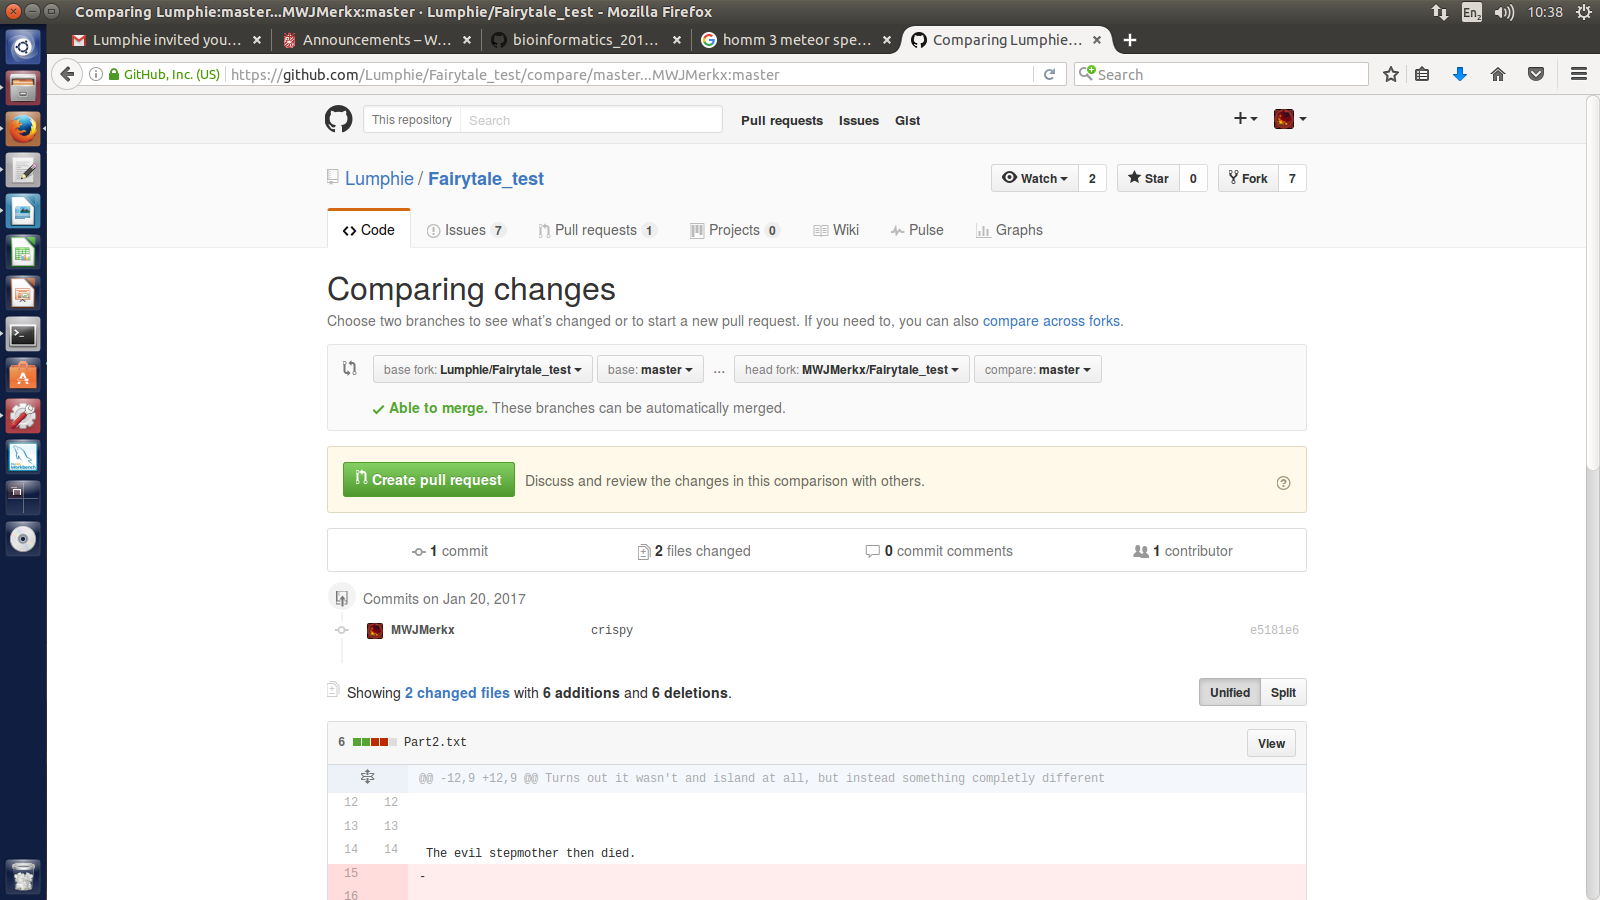 Comparing Lumphie:master...MWJMerkx:master · Lumphie/Fairytale_test - Mozilla Firefox
En2 10:38
Lumphie invited you... × Announcements – W... × bioinformatics_201... × homm 3 meteor spe... × Comparing Lumphie... ×
GitHub, Inc. (US) https://github.com/Lumphie/Fairytale_test/compare/master...MWJMerkx:master Search
This repository Search Pull requests Issues Gist
Lumphie / Fairytale_test Watch 2 Star 0 Fork 7
Code Issues 7 Pull requests 1 Projects 0 Wiki Pulse Graphs
Comparing changes
Choose two branches to see what's changed or to start a new pull request. If you need to, you can also compare across forks.
base fork: Lumphie/Fairytale_test base: master ... head fork: MWJMerkx/Fairytale_test compare: master
Able to merge. These branches can be automatically merged.
Create pull request Discuss and review the changes in this comparison with others.
1 commit 2 files changed 0 commit comments 1 contributor
Commits on Jan 20, 2017
MWJMerkx crispy e5181e6
Showing 2 changed files with 6 additions and 6 deletions. Unified Split
6 Part2.txt View
@@ -12,9 +12,9 @@ Turns out it wasn't and island at all, but instead something completly different
12 12
13 13
14 14 The evil stepmother then died.
15 -
16